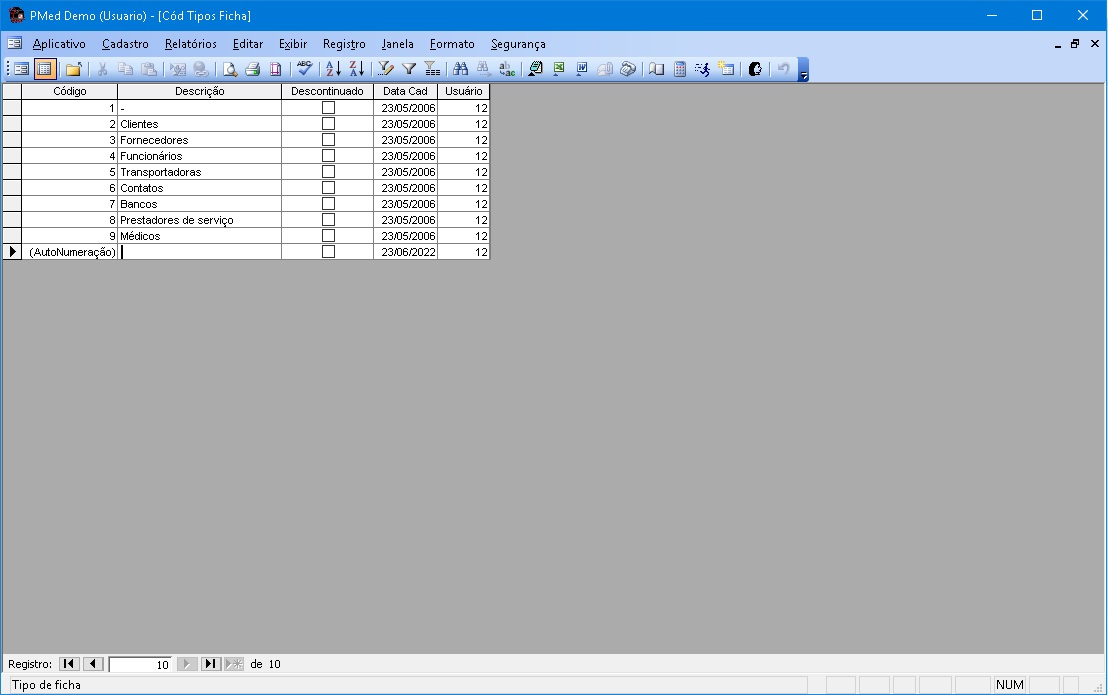 PMed Demo (Usuario) - [Cód Tipos Ficha]
Aplicativo Cadastro Relatórios Editar Exibir Registro Janela Formato Segurança
Código Descrição Descontinuado Data Cad Usuário
1 - 23/05/2006 12
2 Clientes 23/05/2006 12
3 Fornecedores 23/05/2006 12
4 Funcionários 23/05/2006 12
5 Transportadoras 23/05/2006 12
6 Contatos 23/05/2006 12
7 Bancos 23/05/2006 12
8 Prestadores de serviço 23/05/2006 12
9 Médicos 23/05/2006 12
(AutoNumeração) 23/06/2022 12
Registro: 10 de 10
Tipo de ficha NUM